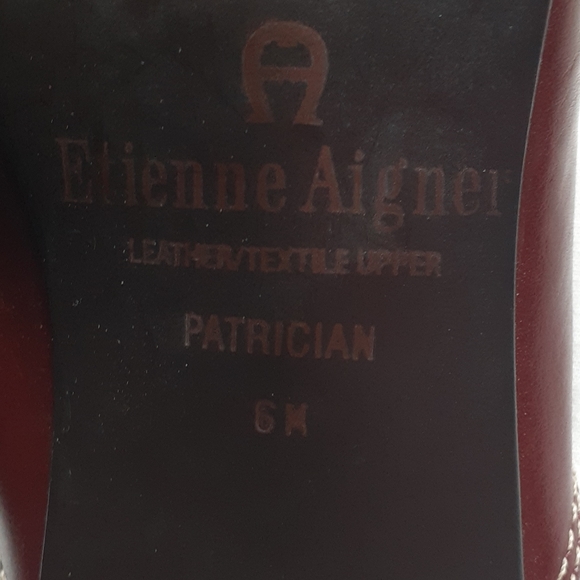 Etienne Aigner
LEATHER/TEXTILE UPPER
PATRICIAN
6 M